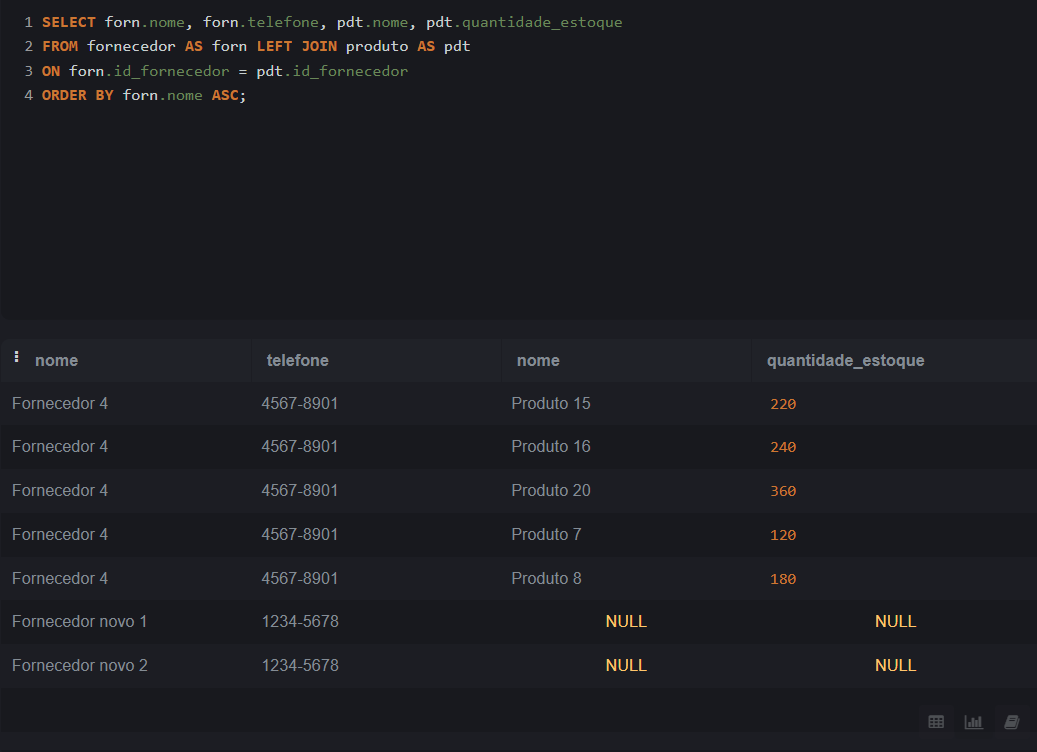 1 SELECT forn.nome, forn.telefone, pdt.nome, pdt.quantidade_estoque
2 FROM fornecedor AS forn LEFT JOIN produto AS pdt
3 ON forn.id_fornecedor = pdt.id_fornecedor
4 ORDER BY forn.nome ASC;
nome telefone nome quantidade_estoque
Fornecedor 4 4567-8901 Produto 15 220
Fornecedor 4 4567-8901 Produto 16 240
Fornecedor 4 4567-8901 Produto 20 360
Fornecedor 4 4567-8901 Produto 7 120
Fornecedor 4 4567-8901 Produto 8 180
Fornecedor novo 1 1234-5678 NULL NULL
Fornecedor novo 2 1234-5678 NULL NULL